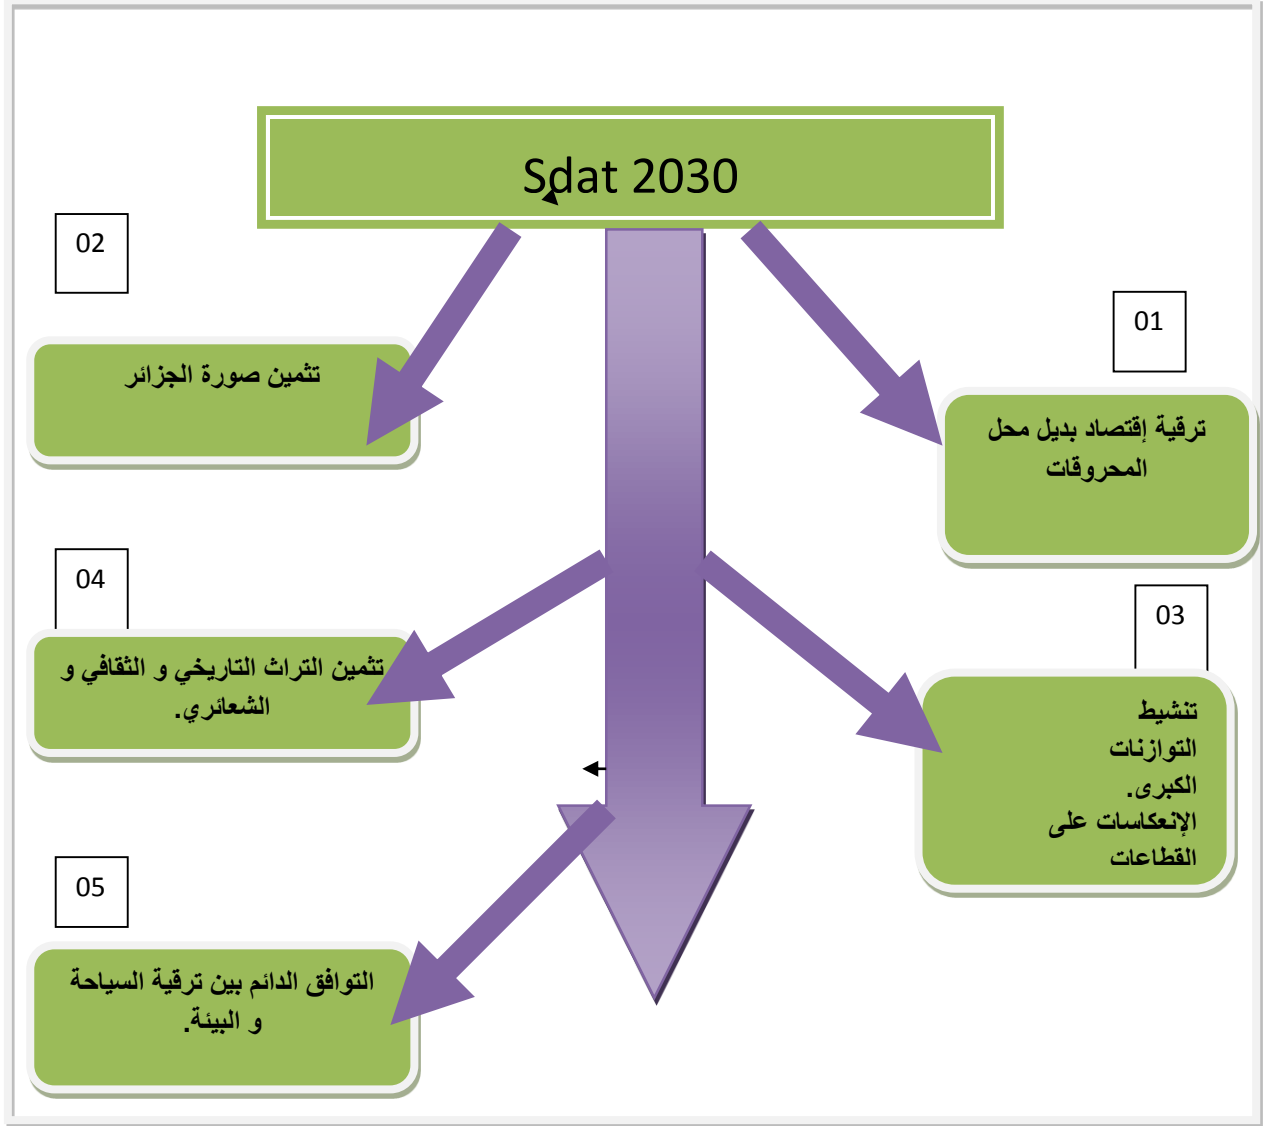 Sdat 2030
01
ترقية إقتصاد بديل محل
المحروقات
02
تثمين صورة الجزائر
03
تنشيط
التوازنات
الكبرى.
الإنعكاسات على
القطاعات
04
تثمين التراث التاريخي و الثقافي و
الشعائري.
05
التوافق الدائم بين ترقية السياحة
و البيئة.